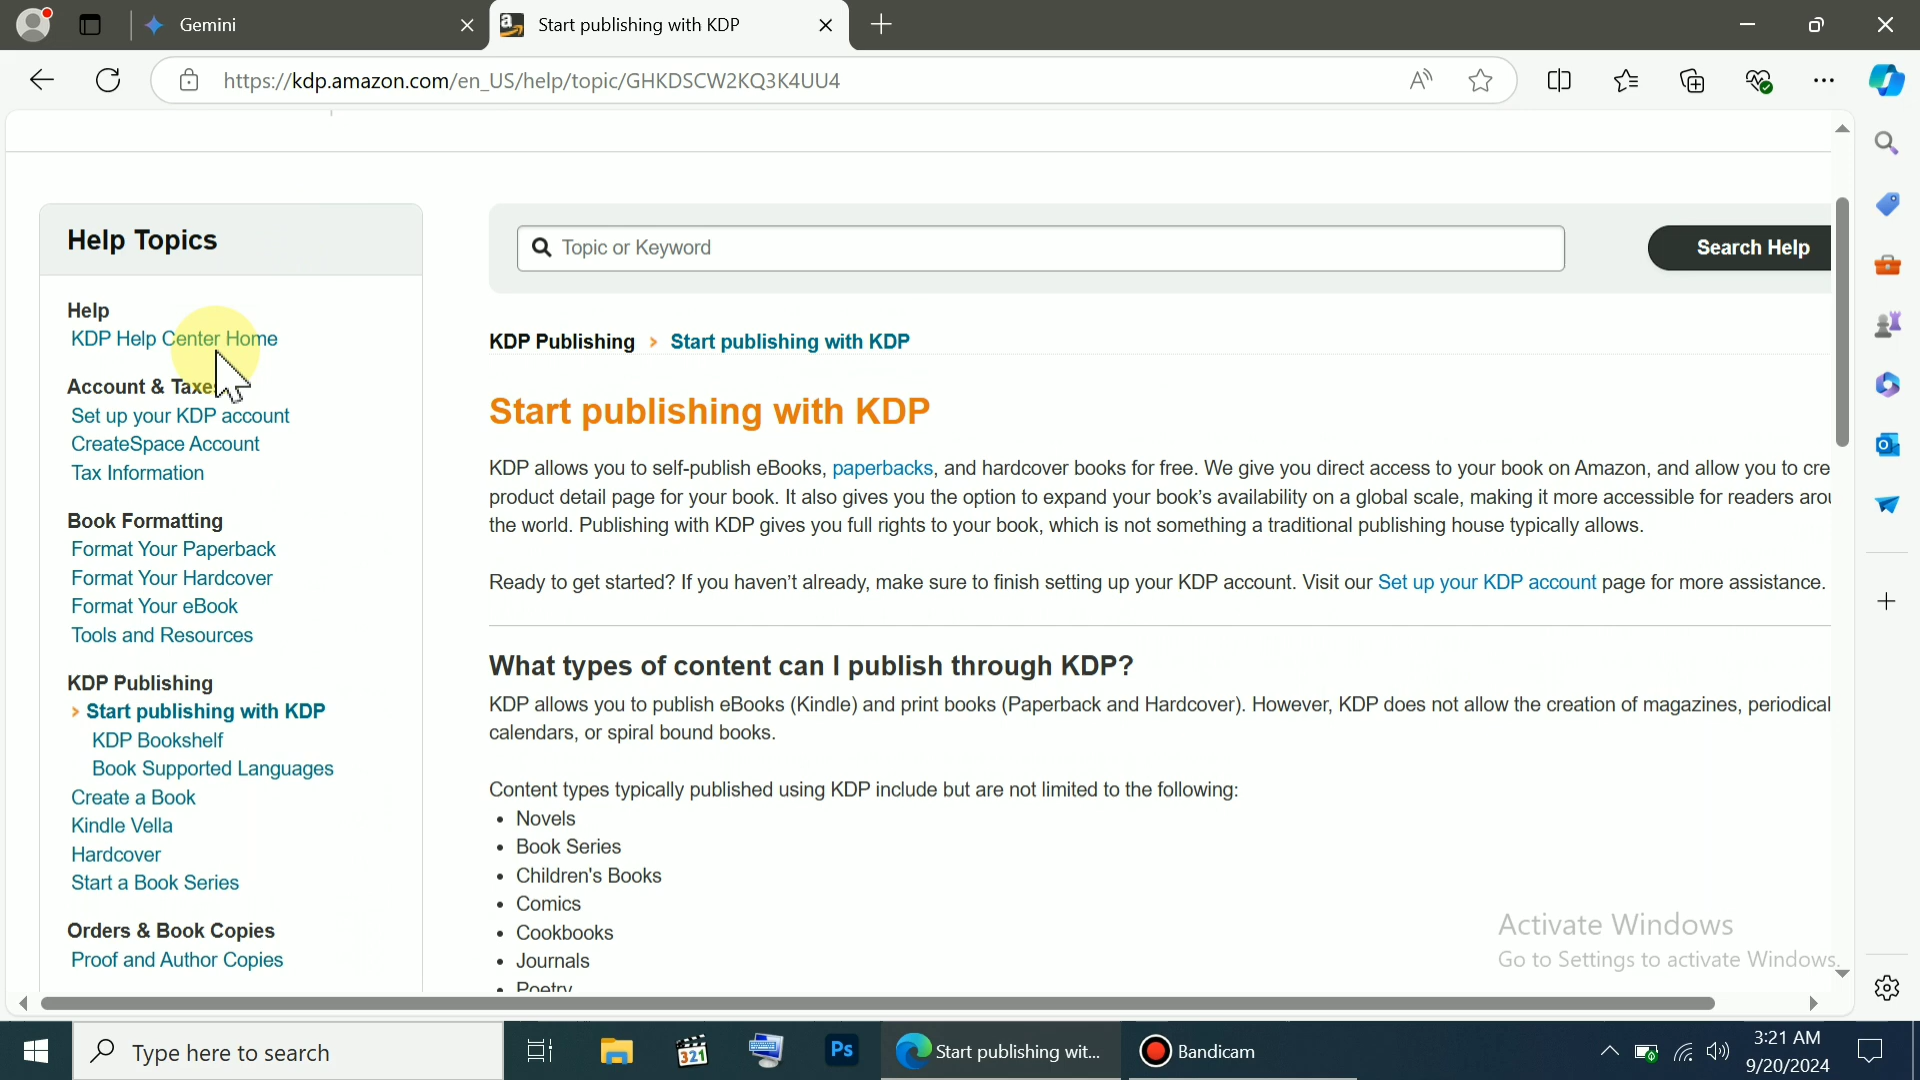 Gemini
Start publishing with KDP
https://kdp.amazon.com/en_US/help/topic/GHKDSCW2KQ3K4UU4
Help Topics
Help
KDP Help Center Home
Account & Taxes
Set up your KDP account
CreateSpace Account
Tax Information
Book Formatting
Format Your Paperback
Format Your Hardcover
Format Your eBook
Tools and Resources
KDP Publishing
Start publishing with KDP
KDP Bookshelf
Book Supported Languages
Create a Book
Kindle Vella
Hardcover
Start a Book Series
Orders & Book Copies
Proof and Author Copies
Topic or Keyword
Search Help
KDP Publishing > Start publishing with KDP
Start publishing with KDP
KDP allows you to self-publish eBooks, paperbacks, and hardcover books for free. We give you direct access to your book on Amazon, and allow you to cre
product detail page for your book. It also gives you the option to expand your book's availability on a global scale, making it more accessible for readers arou
the world. Publishing with KDP gives you full rights to your book, which is not something a traditional publishing house typically allows.
Ready to get started? If you haven't already, make sure to finish setting up your KDP account. Visit our Set up your KDP account page for more assistance.
What types of content can I publish through KDP?
KDP allows you to publish eBooks (Kindle) and print books (Paperback and Hardcover). However, KDP does not allow the creation of magazines, periodical
calendars, or spiral bound books.
Content types typically published using KDP include but are not limited to the following:
• Novels
• Book Series
• Children's Books
• Comics
• Cookbooks
• Journals
• Poetry
Activate Windows
Go to Settings to activate Windows.
Type here to search
321
Ps
Start publishing wit...
Bandicam
3:21 AM
9/20/2024